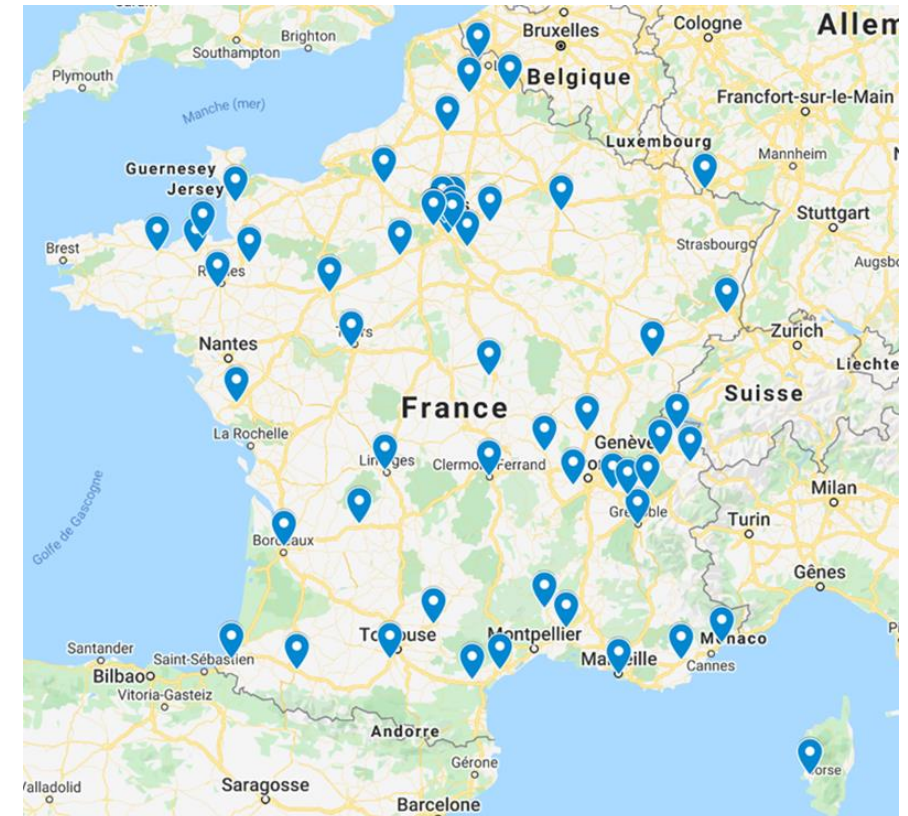 Cologne
Bruxelles
Allem
Brighton
Southampton
Plymouth
Belgique
Francfort-sur-le-Main
Manche (mer)
Luxembourg
Mannheim
Guernesey
Jersey
Stuttgart
Strasbourg
Brest
Augsb
Nantes
Zurich
Liechte
Suisse
France
La Rochelle
Genève
Clermont-Ferrand
Milan
Golfe de Gascogne
Turin
Gênes
Montpellier
Monaco
Cannes
Santander
Saint-Sébastien
Bilbao
Vitoria-Gasteiz
Andorre
Gérone
Saragosse
Valladolid
Barcelone